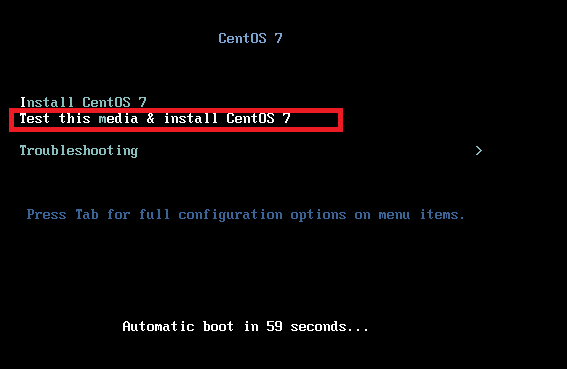 CentOS 7
Install CentOS 7
Test this media & install CentOS 7
Troubleshooting >
Press Tab for full configuration options on menu items.
Automatic boot in 59 seconds...